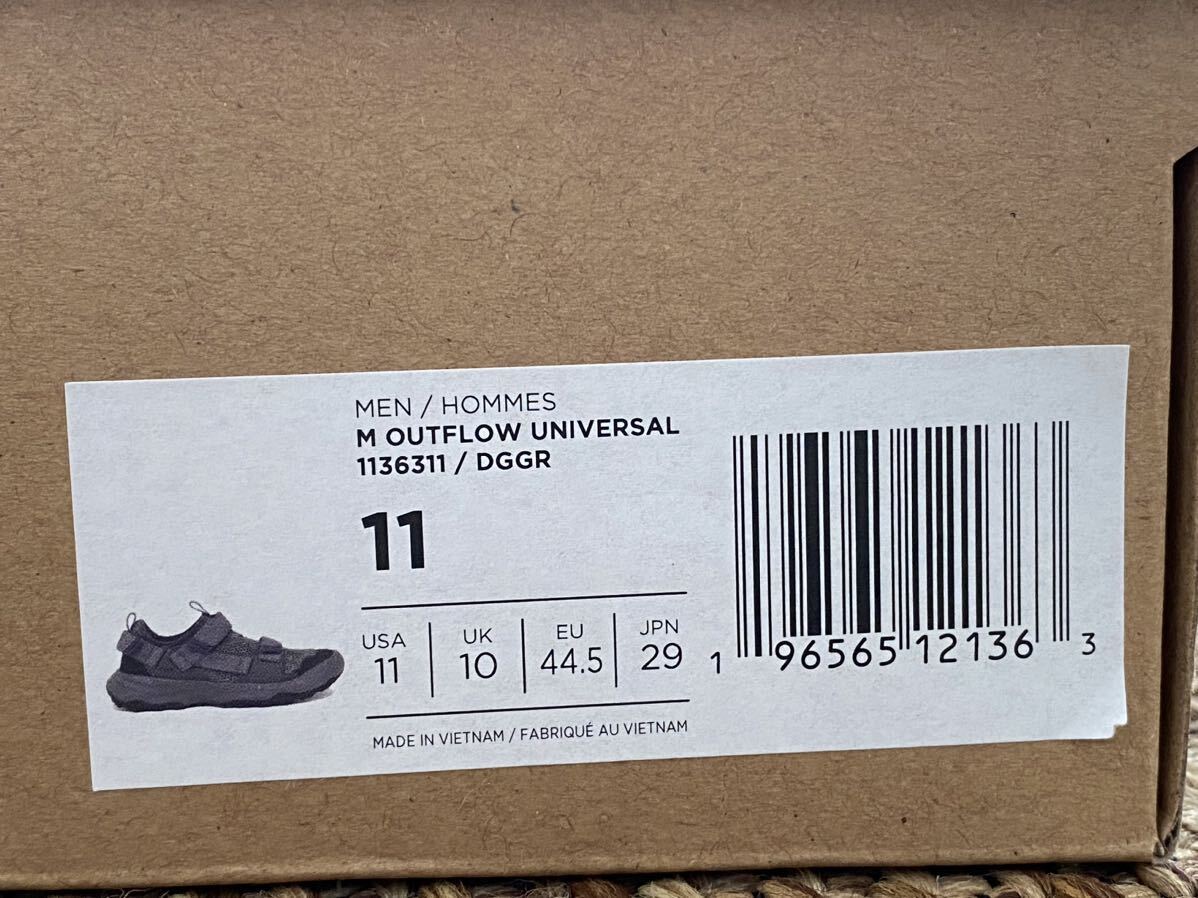 MEN / HOMMES
M OUTFLOW UNIVERSAL
1136311 / DGGR
11
USA UK EU JPN
11 10 44.5 29
MADE IN VIETNAM / FABRIQUÉ AU VIETNAM
1 96565 12136 3